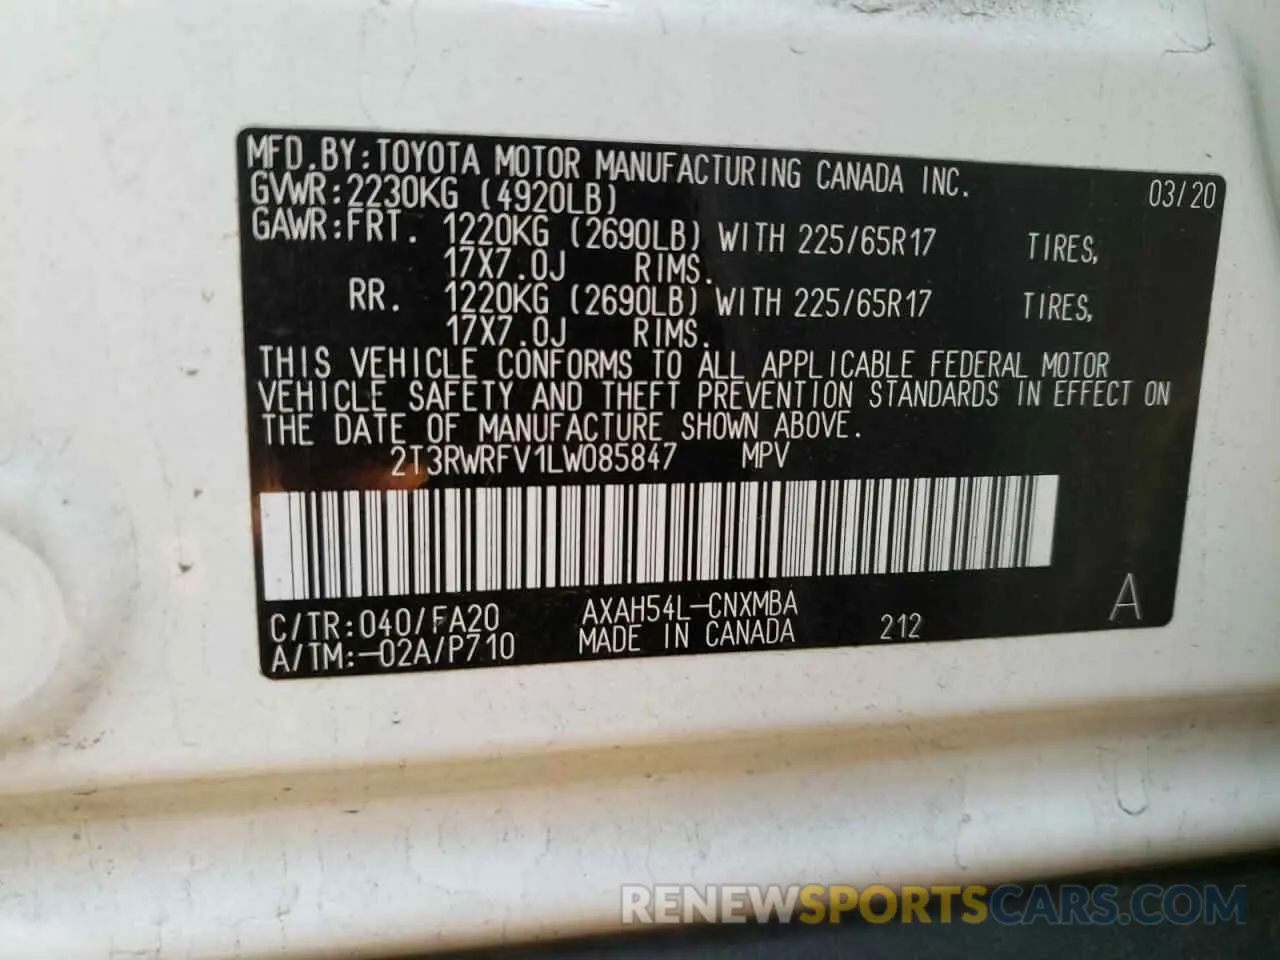 MFD.BY:TOYOTA MOTOR MANUFACTURING CANADA INC. 03/20
GVWR:2230KG (4920LB)
GAWR:FRT. 1220KG (2690LB) WITH 225/65R17 TIRES,
17X7.0J RIMS.
RR. 1220KG (2690LB) WITH 225/65R17 TIRES,
17X7.0J RIMS.
THIS VEHICLE CONFORMS TO ALL APPLICABLE FEDERAL MOTOR
VEHICLE SAFETY AND THEFT PREVENTION STANDARDS IN EFFECT ON
THE DATE OF MANUFACTURE SHOWN ABOVE.
2T3RWRFV1LW085847 MPV
C/TR:040/FA20 AXAH54L-CNXMBA A
A/TM:-02A/P710 MADE IN CANADA 212
RENEWSPORTSCARS.COM